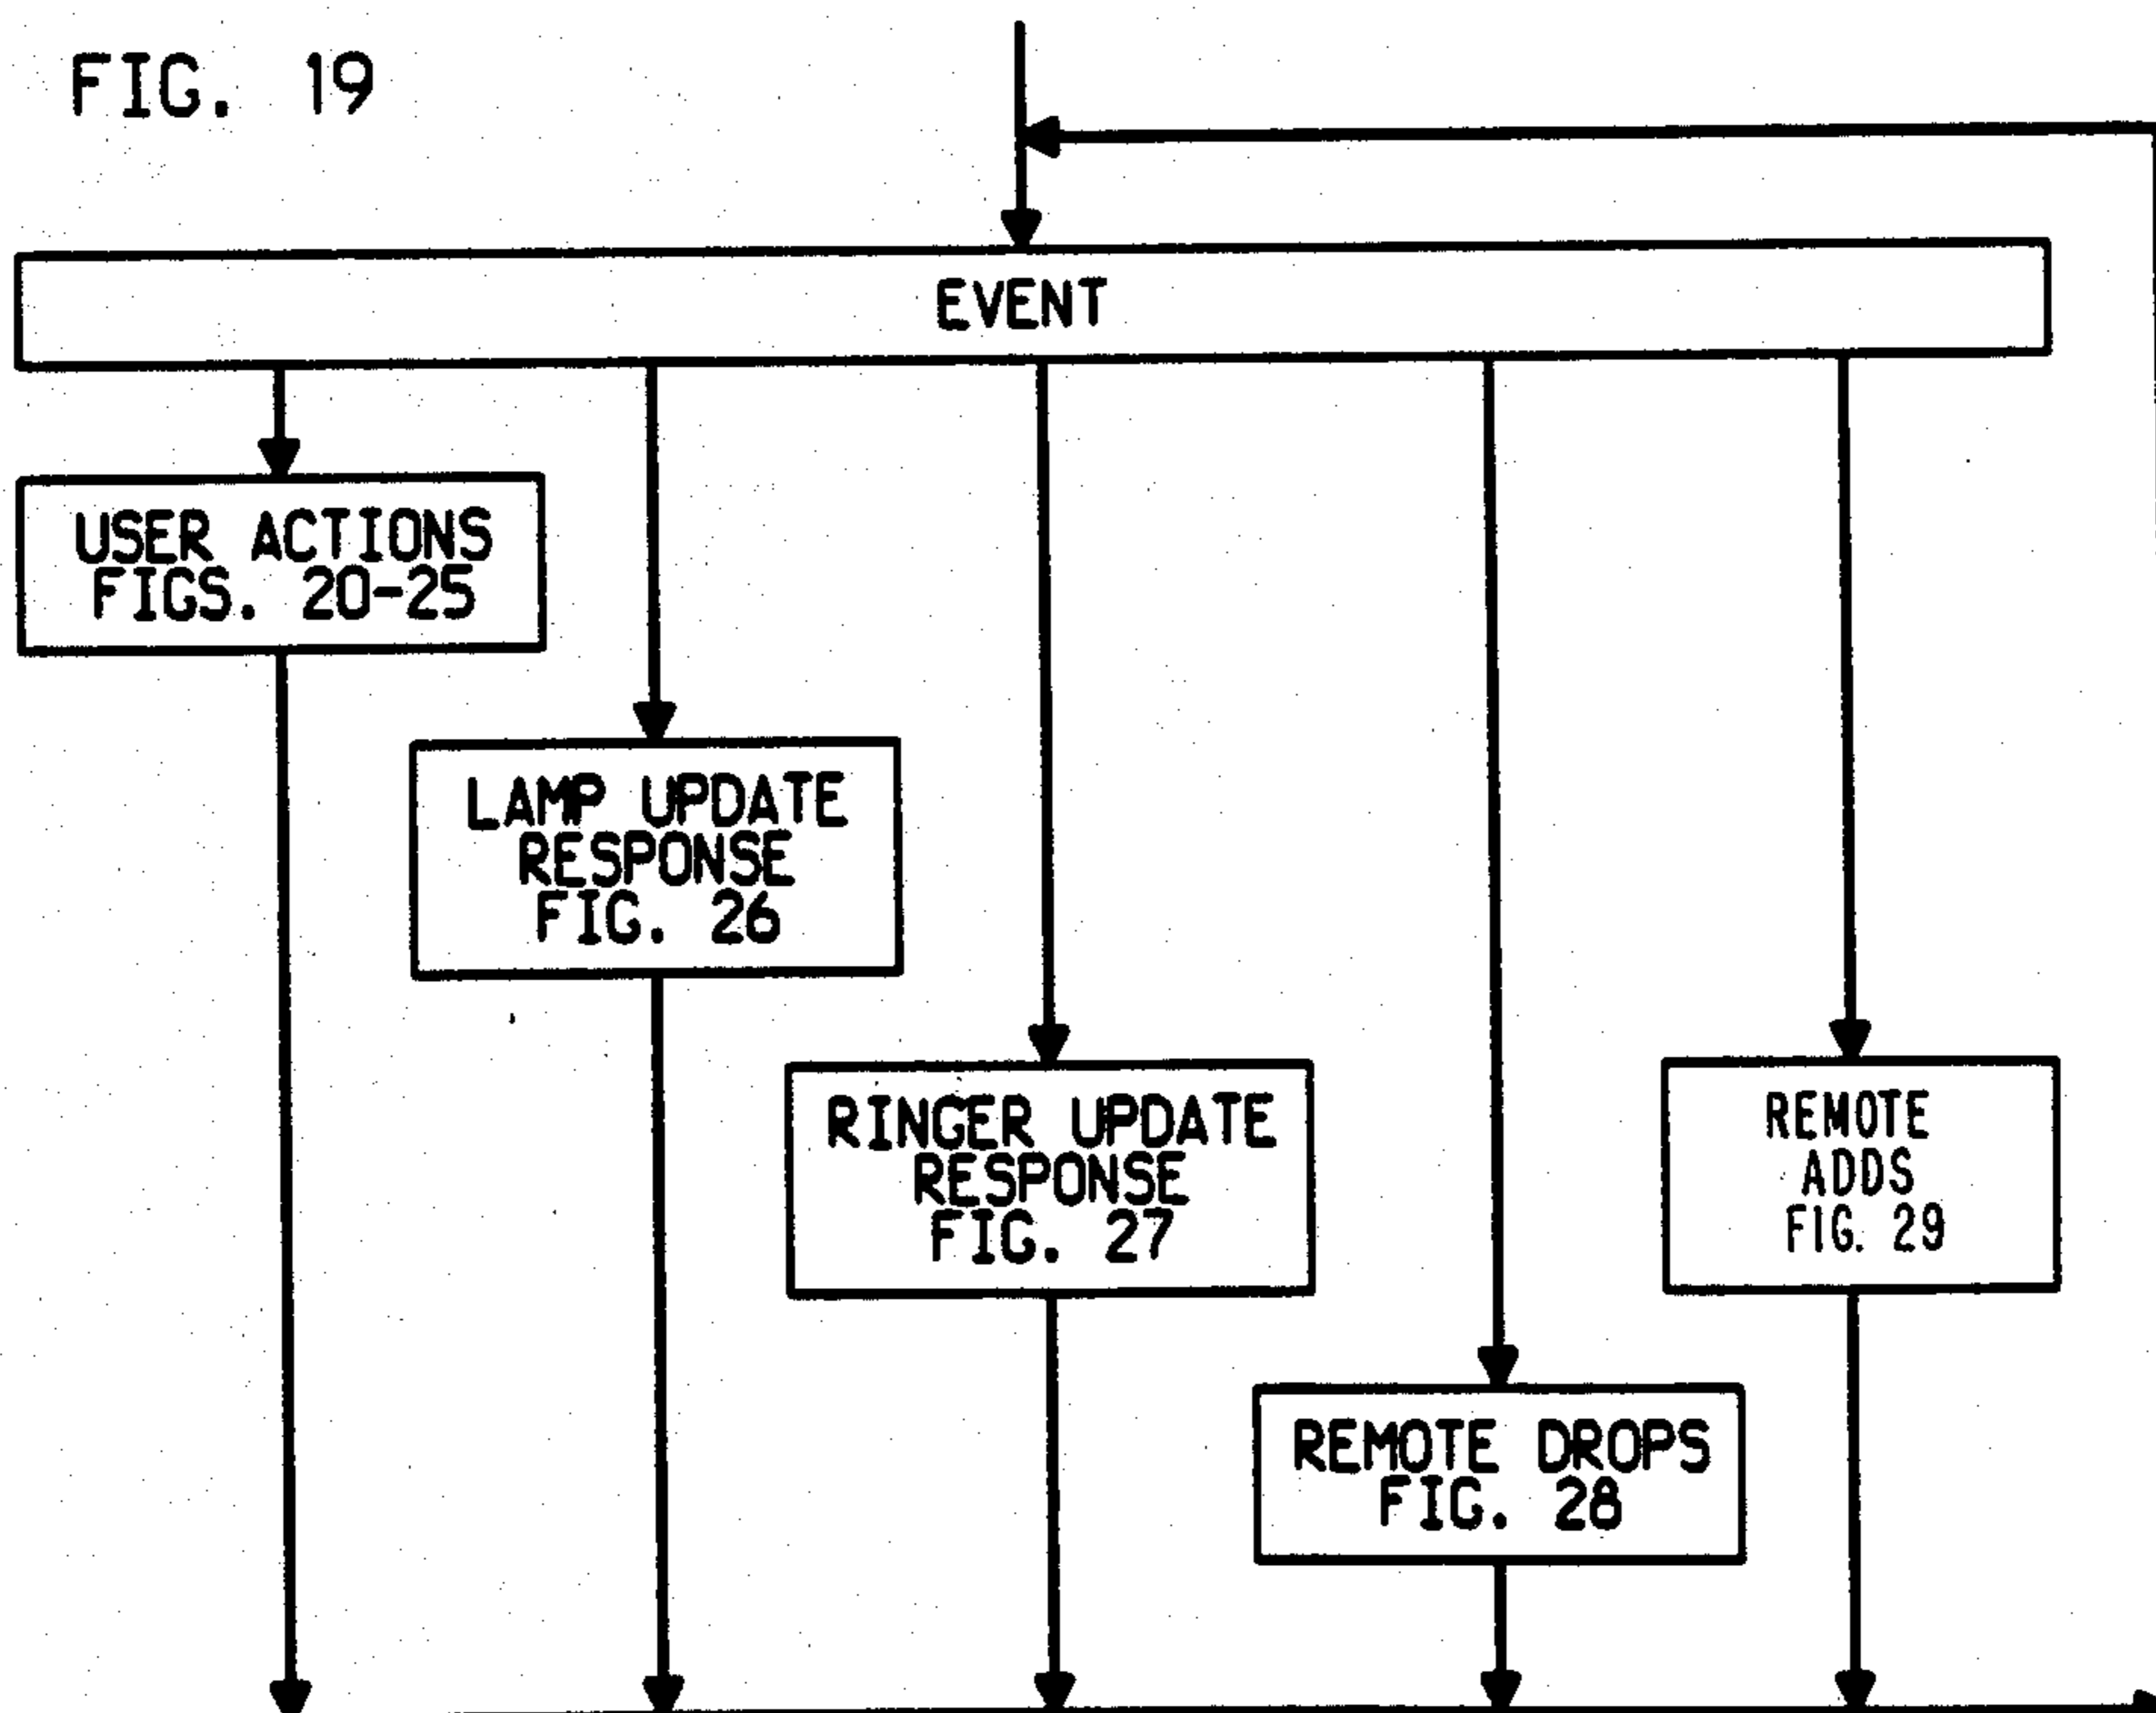 FIG. 19
EVENT
USER ACTIONS
FIGS. 20-25
LAMP UPDATE
RESPONSE
FIG. 26
RINGER UPDATE
RESPONSE
FIG. 27
REMOTE
ADDS
FIG. 29
REMOTE DROPS
FIG. 28